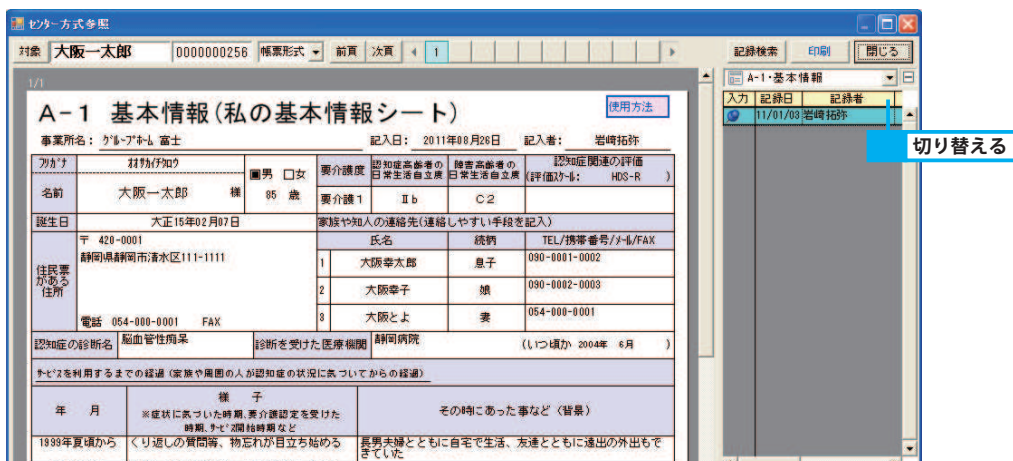 センター方式参照
対象 大阪一太郎 0000000256 帳票形式 前頁 次頁 1 記録検索 印刷 閉じる
1/1
A-1・基本情報
入力 記録日 記録者
11/01/03 岩崎拓弥
切り替える
A-1 基本情報(私の基本情報シート)
使用方法
事業所名: グループホーム 富士 記入日: 2011年08月26日 記入者: 岩崎拓弥
フリガナ オオサカイチタロウ
名前 大阪一太郎 様
■男 □女
85 歳
要介護度 認知症高齢者の日常生活自立度 障害高齢者の日常生活自立度 認知症関連の評価
(評価スケール: HDS-R )
要介護1 Ⅱb C2
誕生日 大正15年02月07日 家族や知人の連絡先(連絡しやすい手段を記入)
住民票がある住所
〒 420-0001
静岡県静岡市清水区111-1111
電話 054-000-0001 FAX
氏名 続柄 TEL/携帯番号/メール/FAX
1 大阪幸太郎 息子 090-0001-0002
2 大阪幸子 娘 090-0002-0003
3 大阪とよ 妻 054-000-0001
認知症の診断名 脳血管性痴呆 診断を受けた医療機関 静岡病院 (いつ頃か 2004年 6月 )
サービスを利用するまでの経過(家族や周囲の人が認知症の状況に気づいてからの経過)
年 月
様 子
※症状に気づいた時期、要介護認定を受けた
時期、サービス開始時期など
その時にあった事など(背景)
1999年夏頃から くり返しの質問等、物忘れが目立ち始める 長男夫婦とともに自宅で生活、友達とともに遠出の外出もで
きていた